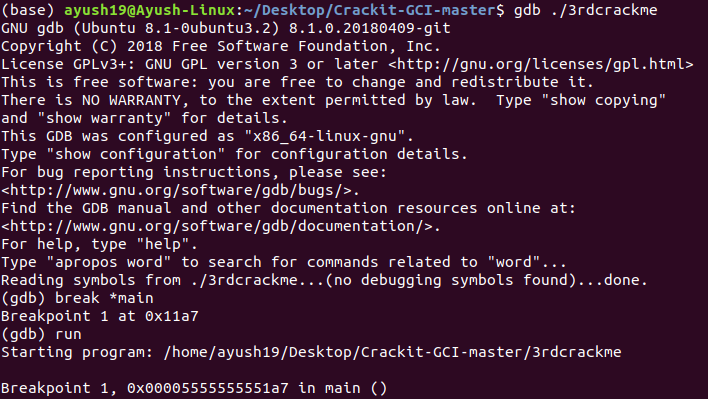 (base) ayush19@Ayush-Linux:~/Desktop/Crackit-GCI-master$ gdb ./3rdcrackme
GNU gdb (Ubuntu 8.1-0ubuntu3.2) 8.1.0.20180409-git
Copyright (C) 2018 Free Software Foundation, Inc.
License GPLv3+: GNU GPL version 3 or later <http://gnu.org/licenses/gpl.html>
This is free software: you are free to change and redistribute it.
There is NO WARRANTY, to the extent permitted by law.  Type "show copying"
and "show warranty" for details.
This GDB was configured as "x86_64-linux-gnu".
Type "show configuration" for configuration details.
For bug reporting instructions, please see:
<http://www.gnu.org/software/gdb/bugs/>.
Find the GDB manual and other documentation resources online at:
<http://www.gnu.org/software/gdb/documentation/>.
For help, type "help".
Type "apropos word" to search for commands related to "word"...
Reading symbols from ./3rdcrackme...(no debugging symbols found)...done.
(gdb) break *main
Breakpoint 1 at 0x11a7
(gdb) run
Starting program: /home/ayush19/Desktop/Crackit-GCI-master/3rdcrackme
Breakpoint 1, 0x00005555555551a7 in main ()